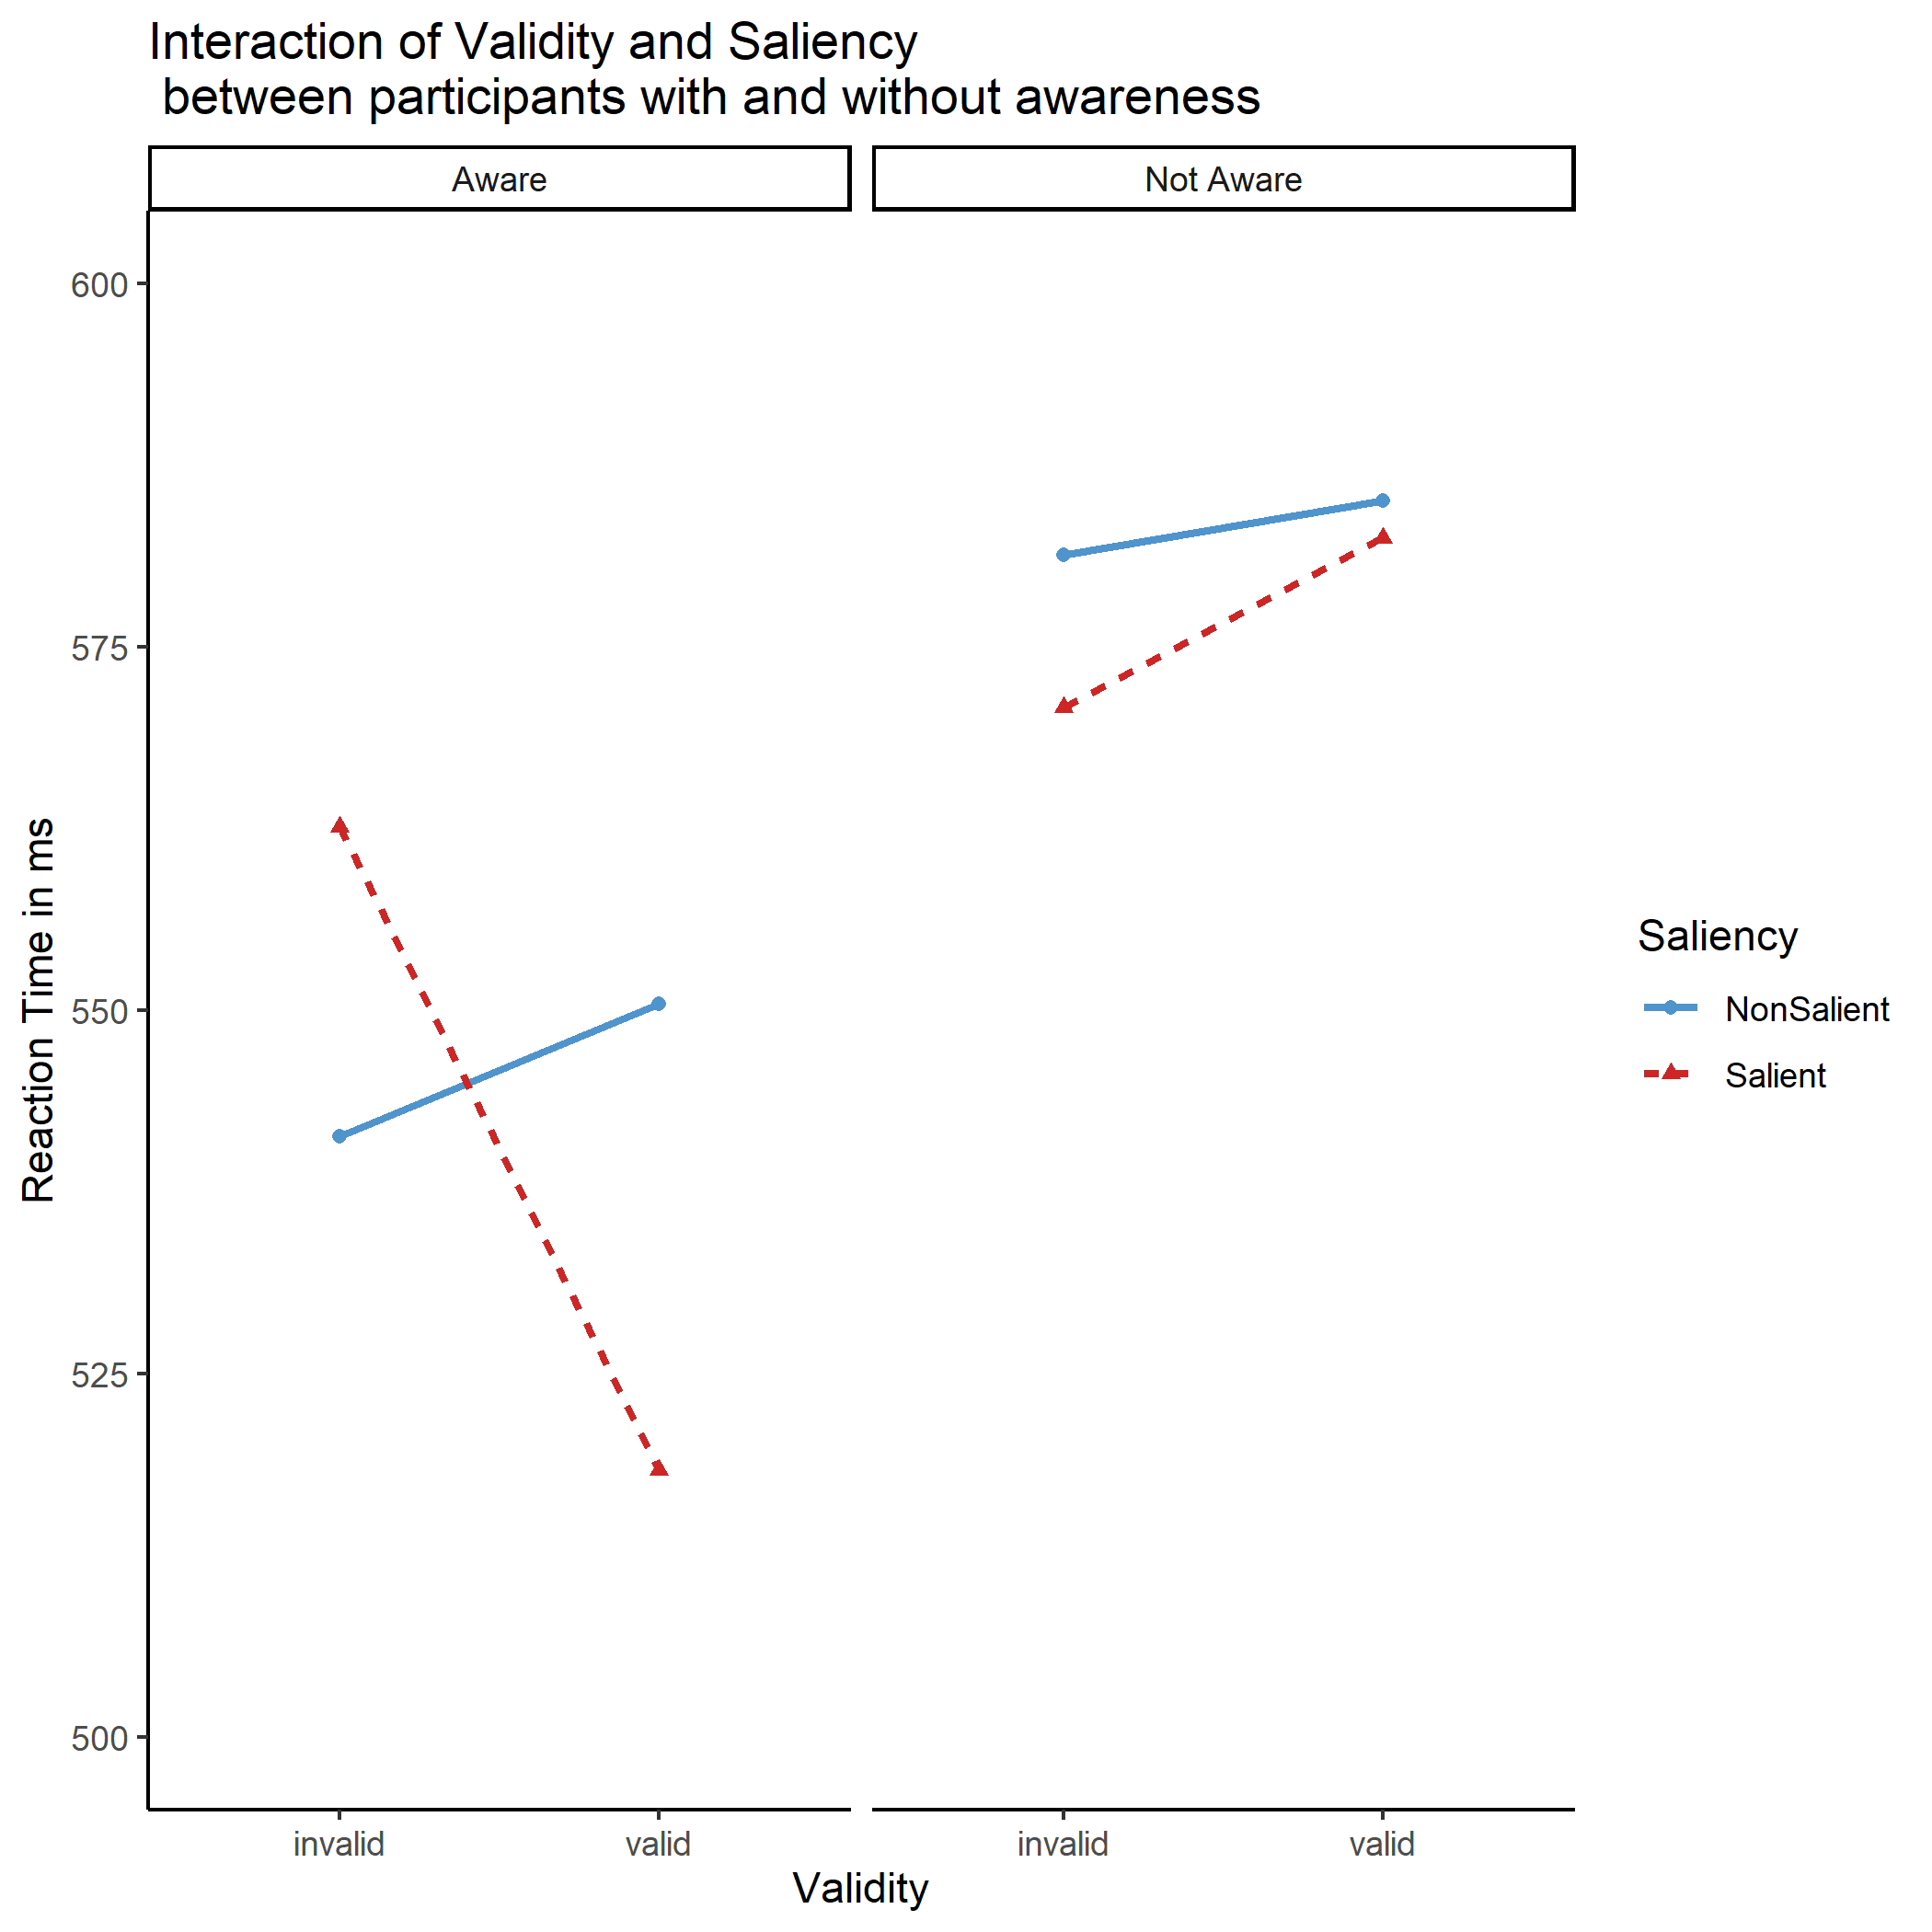 Interaction of Validity and Saliency
between participants with and without awareness
Aware
Not Aware
600
575
550
525
500
Reaction Time in ms
invalid
valid
invalid
valid
Validity
Saliency
NonSalient
Salient